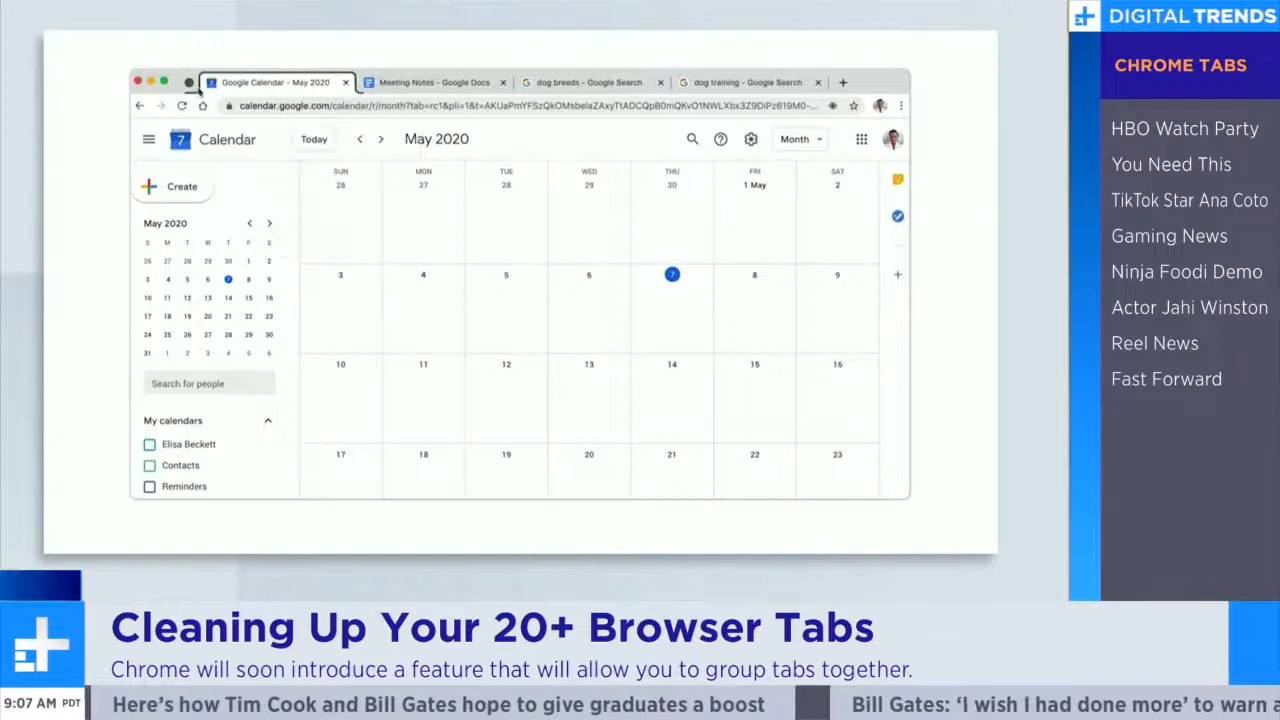 DIGITAL TRENDS
CHROME TABS
HBO Watch Party
You Need This
TikTok Star Ana Coto
Gaming News
Ninja Foodi Demo
Actor Jahi Winston
Reel News
Fast Forward
Google Calendar - May 2020
Meeting Notes - Google Docs
dog breeds - Google Search
dog training - Google Search
7 Calendar
Today
May 2020
Month
Create
SUN MON TUE WED THU FRI SAT
26 27 28 29 30 1 May 2
3 4 5 6 7 8 9
10 11 12 13 14 15 16
17 18 19 20 21 22 23
May 2020
S M T W T F S
26 27 28 29 30 1 2
3 4 5 6 7 8 9
10 11 12 13 14 15 16
17 18 19 20 21 22 23
24 25 26 27 28 29 30
31 1 2 3 4 5 6
Search for people
My calendars
Elisa Beckett
Contacts
Reminders
Cleaning Up Your 20+ Browser Tabs
Chrome will soon introduce a feature that will allow you to group tabs together.
9:07 AM PDT
Here's how Tim Cook and Bill Gates hope to give graduates a boost
Bill Gates: 'I wish I had done more' to warn a